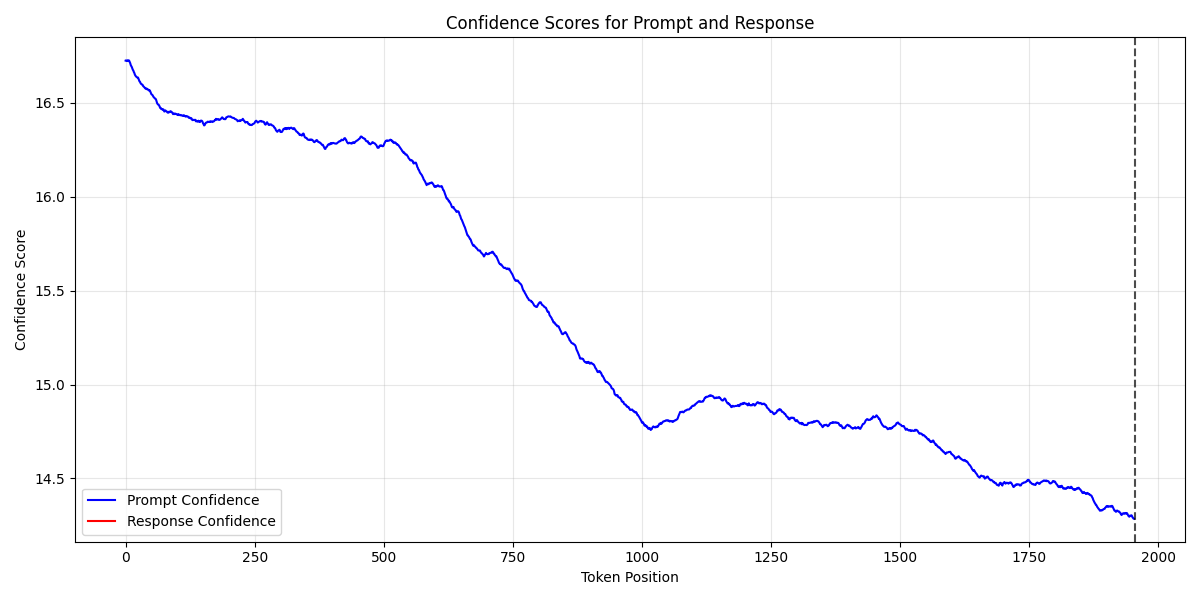 Confidence Scores for Prompt and Response
Confidence Score
16.5
16.0
15.5
15.0
14.5
Prompt Confidence
Response Confidence
0 250 500 750 1000 1250 1500 1750 2000
Token Position